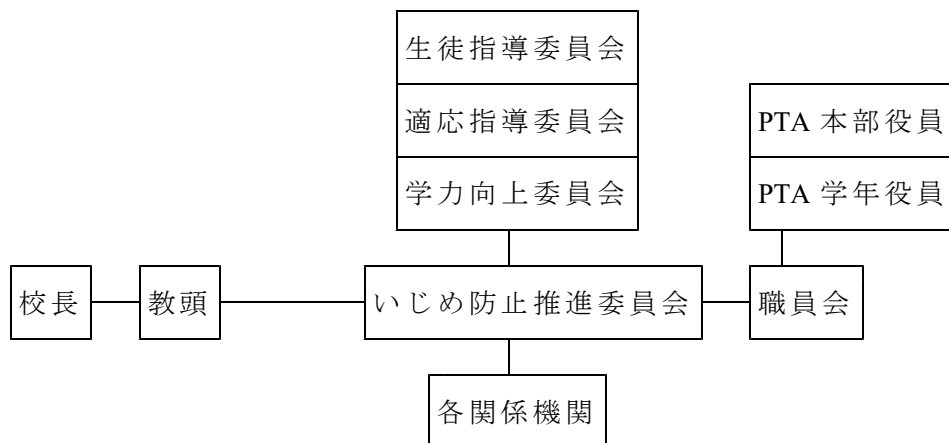 生徒指導委員会
適応指導委員会
学力向上委員会
PTA 本部役員
PTA 学年役員
校長
教頭
いじめ防止推進委員会
職員会
各関係機関